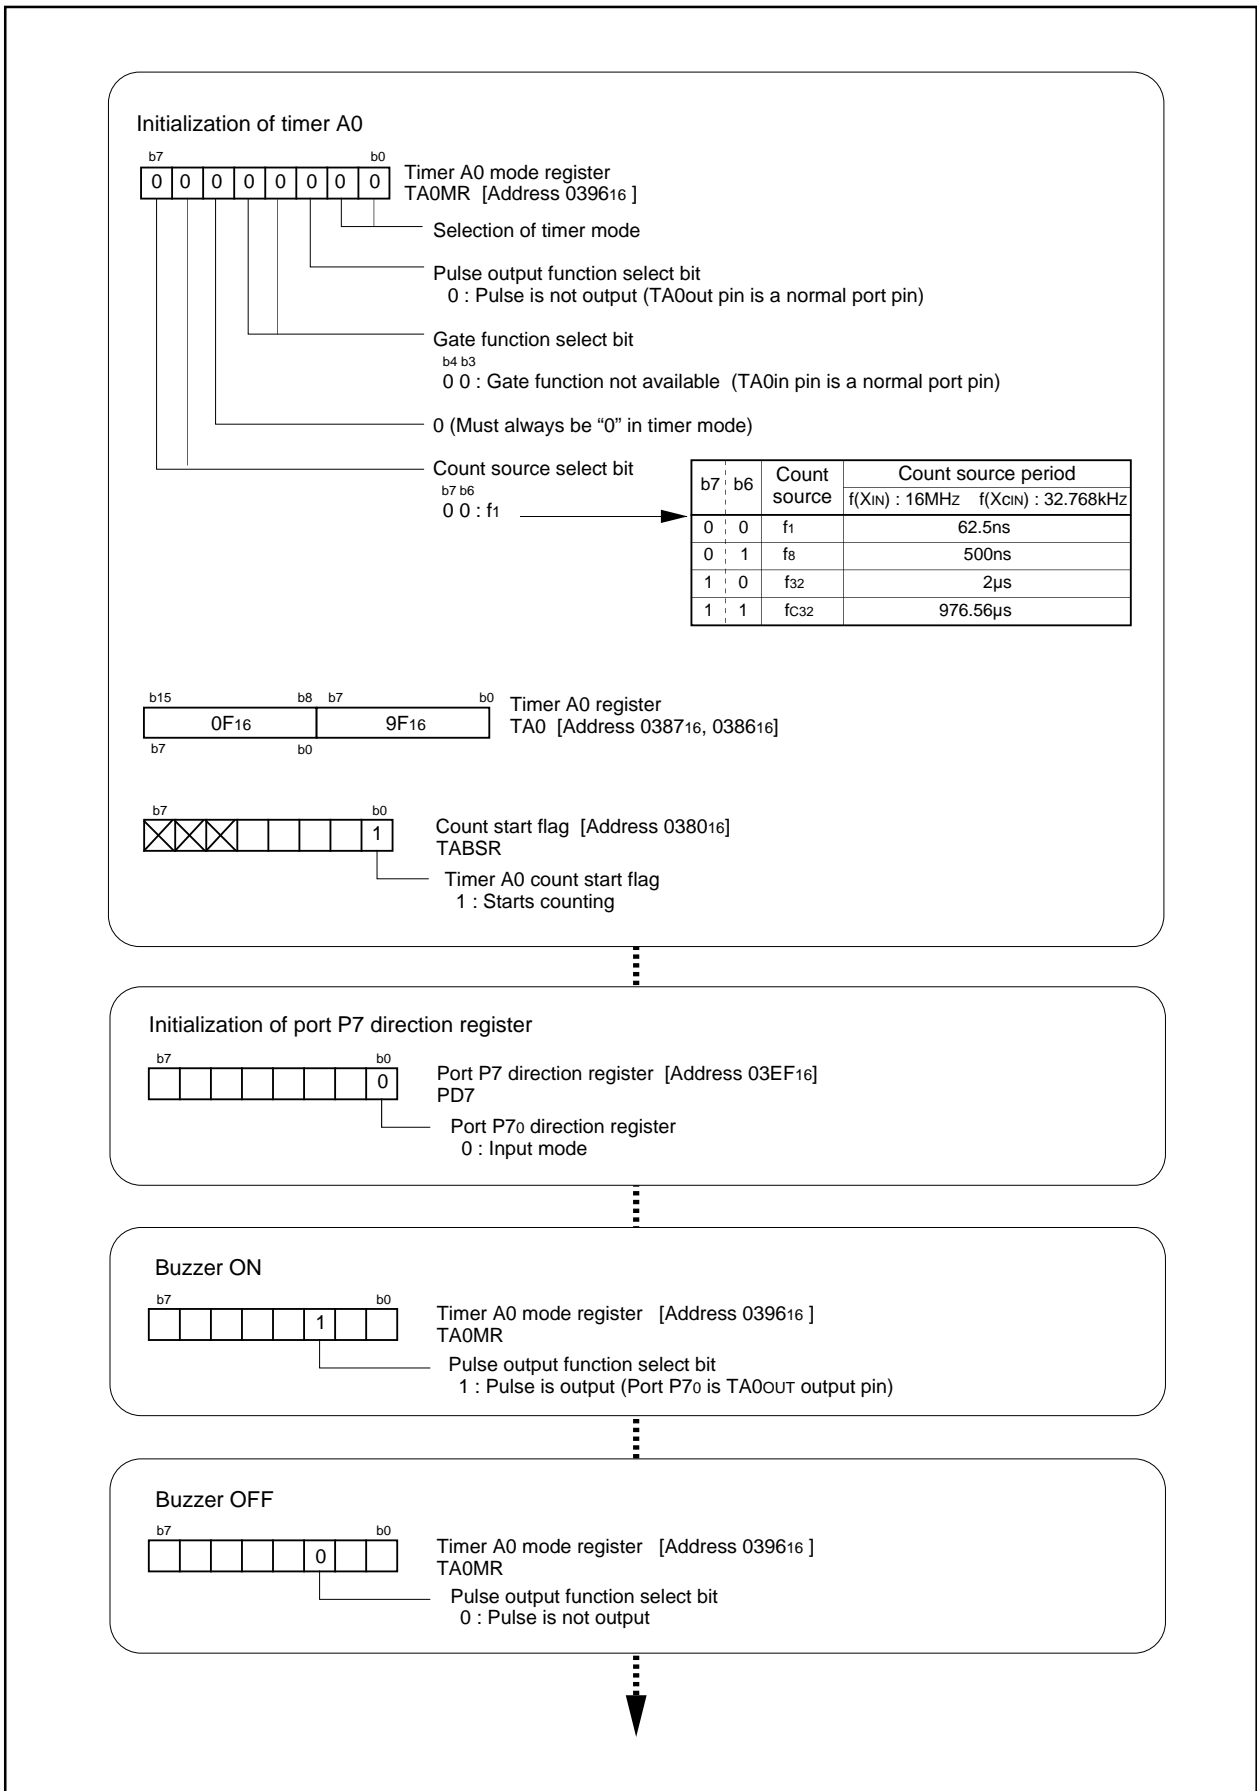 Initialization of timer A0
b7 b0
0 0 0 0 0 0 0 0
Timer A0 mode register
TA0MR [Address 039616 ]
Selection of timer mode
Pulse output function select bit
0 : Pulse is not output (TA0out pin is a normal port pin)
Gate function select bit
b4 b3
0 0 : Gate function not available (TA0in pin is a normal port pin)
0 (Must always be “0” in timer mode)
Count source select bit
b7 b6
0 0 : f1
b7 b6 Count source Count source period
f(XIN) : 16MHZ f(XCIN) : 32.768kHZ
0 0 f1 62.5ns
0 1 f8 500ns
1 0 f32 2µs
1 1 fC32 976.56µs
b15 b8 b7 b0
0F16 9F16
b7 b0
Timer A0 register
TA0 [Address 038716, 038616]
b7 b0
1
Count start flag [Address 038016]
TABSR
Timer A0 count start flag
1 : Starts counting
Initialization of port P7 direction register
b7 b0
0
Port P7 direction register [Address 03EF16]
PD7
Port P70 direction register
0 : Input mode
Buzzer ON
b7 b0
1
Timer A0 mode register [Address 039616 ]
TA0MR
Pulse output function select bit
1 : Pulse is output (Port P70 is TA0OUT output pin)
Buzzer OFF
b7 b0
0
Timer A0 mode register [Address 039616 ]
TA0MR
Pulse output function select bit
0 : Pulse is not output